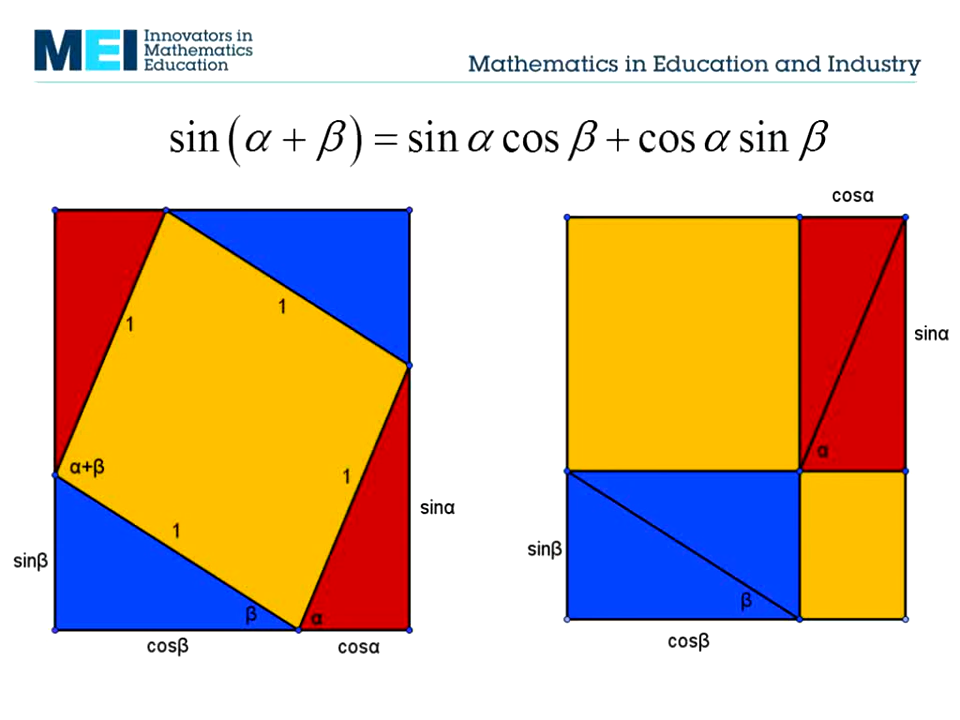 MEI
Innovators in
Mathematics
Education
Mathematics in Education and Industry
sin(α + β) = sin α cos β + cos α sin β
1
1
α+β
1
1
sinα
sinβ
β
α
cosβ
cosα
cosα
sinα
α
sinβ
β
cosβ